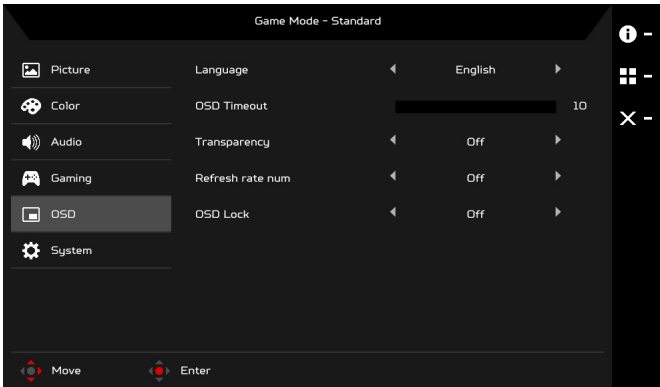 Game Mode - Standard
Picture
Language English
Color
OSD Timeout 10
Audio
Transparency Off
Gaming
Refresh rate num Off
OSD
OSD Lock Off
System
Move Enter